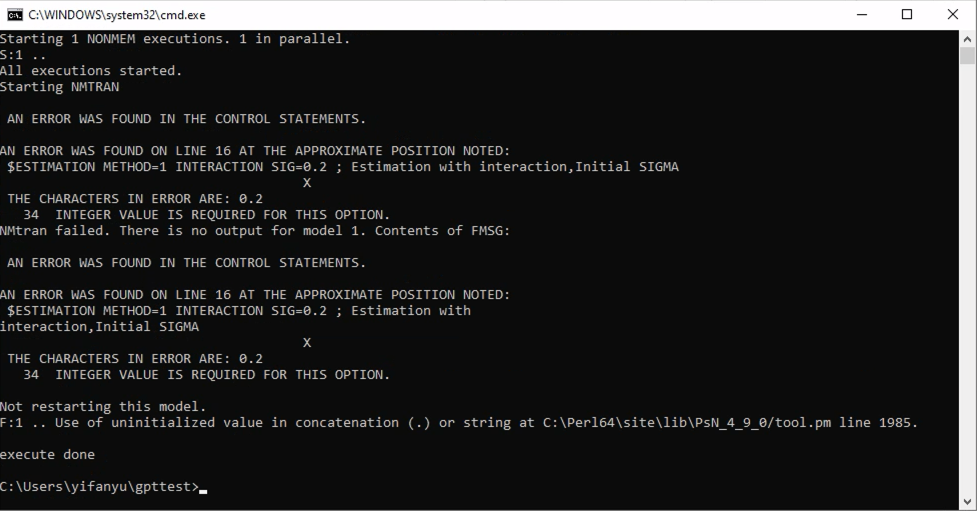 C:\WINDOWS\system32\cmd.exe
Starting 1 NONMEM executions. 1 in parallel.
S:1 ..
All executions started.
Starting NMTRAN
AN ERROR WAS FOUND IN THE CONTROL STATEMENTS.
AN ERROR WAS FOUND ON LINE 16 AT THE APPROXIMATE POSITION NOTED:
$ESTIMATION METHOD=1 INTERACTION SIG=0.2 ; Estimation with interaction,Initial SIGMA
X
THE CHARACTERS IN ERROR ARE: 0.2
34  INTEGER VALUE IS REQUIRED FOR THIS OPTION.
NMtran failed. There is no output for model 1. Contents of FMSG:
AN ERROR WAS FOUND IN THE CONTROL STATEMENTS.
AN ERROR WAS FOUND ON LINE 16 AT THE APPROXIMATE POSITION NOTED:
$ESTIMATION METHOD=1 INTERACTION SIG=0.2 ; Estimation with
interaction,Initial SIGMA
X
THE CHARACTERS IN ERROR ARE: 0.2
34  INTEGER VALUE IS REQUIRED FOR THIS OPTION.
Not restarting this model.
F:1 .. Use of uninitialized value in concatenation (.) or string at C:\Perl64\site\lib\PsN_4_9_0/tool.pm line 1985.
execute done
C:\Users\yifanyu\gpttest>